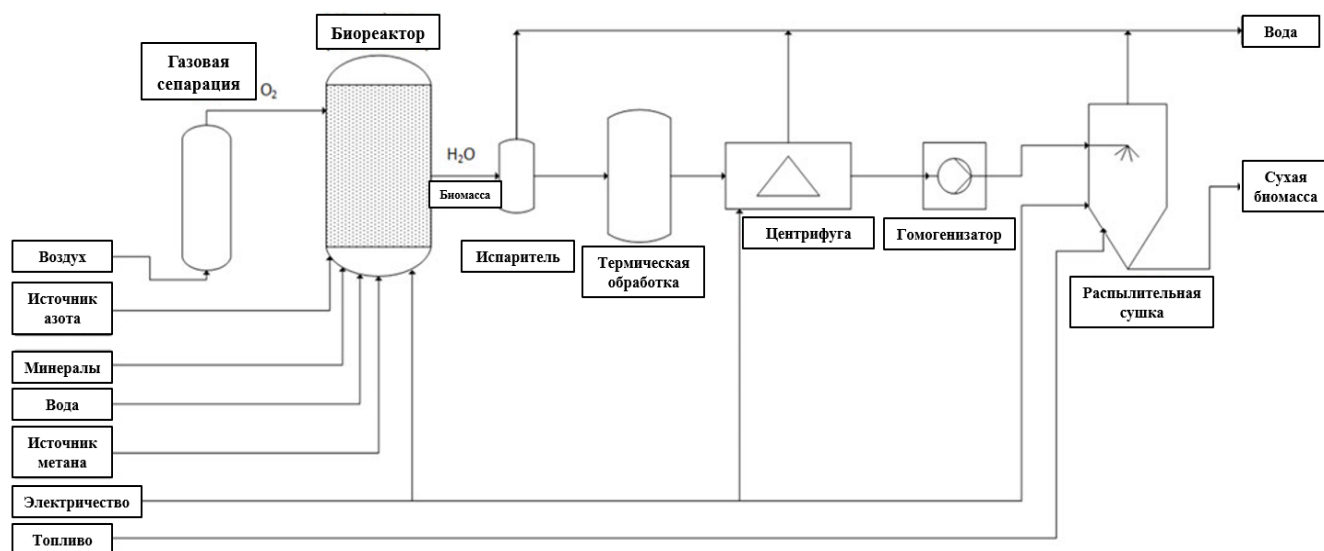 Биореактор
Вода
Газовая
сепарация
O₂
H₂O
Биомасса
Сухая
биомасса
Центрифуга
Гомогенизатор
Испаритель
Термическая
обработка
Распылительная
сушка
Воздух
Источник
азота
Минералы
Вода
Источник
метана
Электричество
Топливо